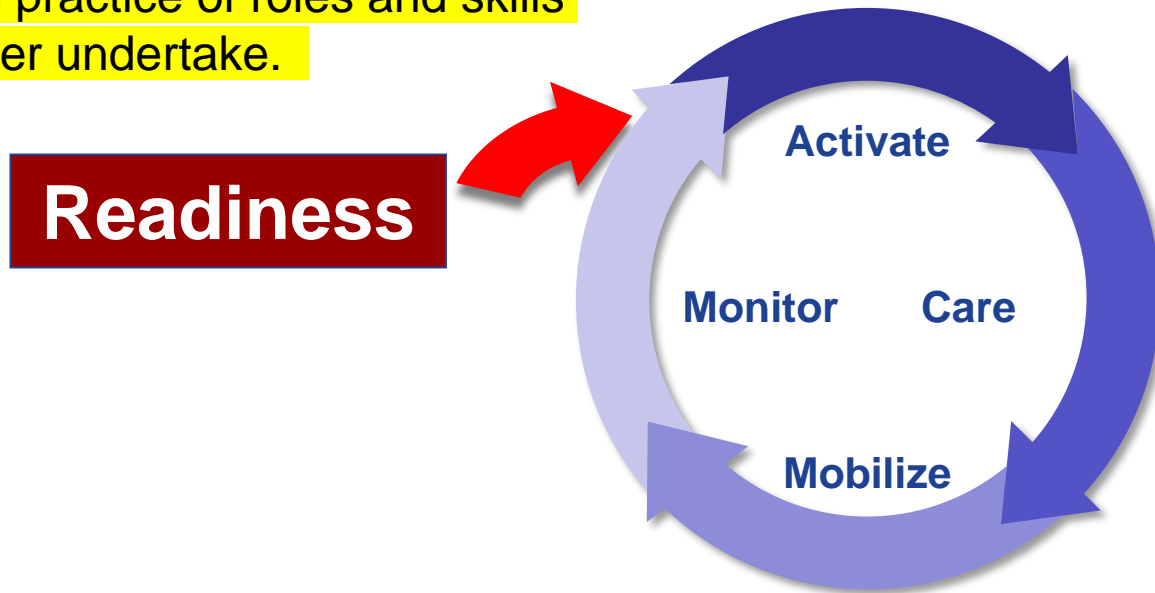 practice of roles and skills
er undertake.
Activate
Readiness
Monitor Care
Mobilize